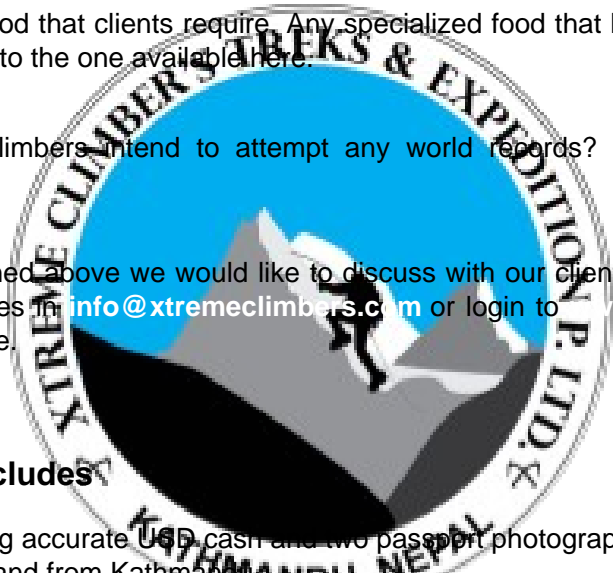 od that clients require. Any specialized food that
to the one available here.
limbers intend to attempt any world records?
ned above we would like to discuss with our clien
es in info@xtremeclimbers.com or login to
e.
cludes
g accurate USD cash and two passport photograp
and from Kathmandu
XTREME CLIMBER'S TREKS & EXPEDITION P. LTD.
KATHMANDU, NEPAL